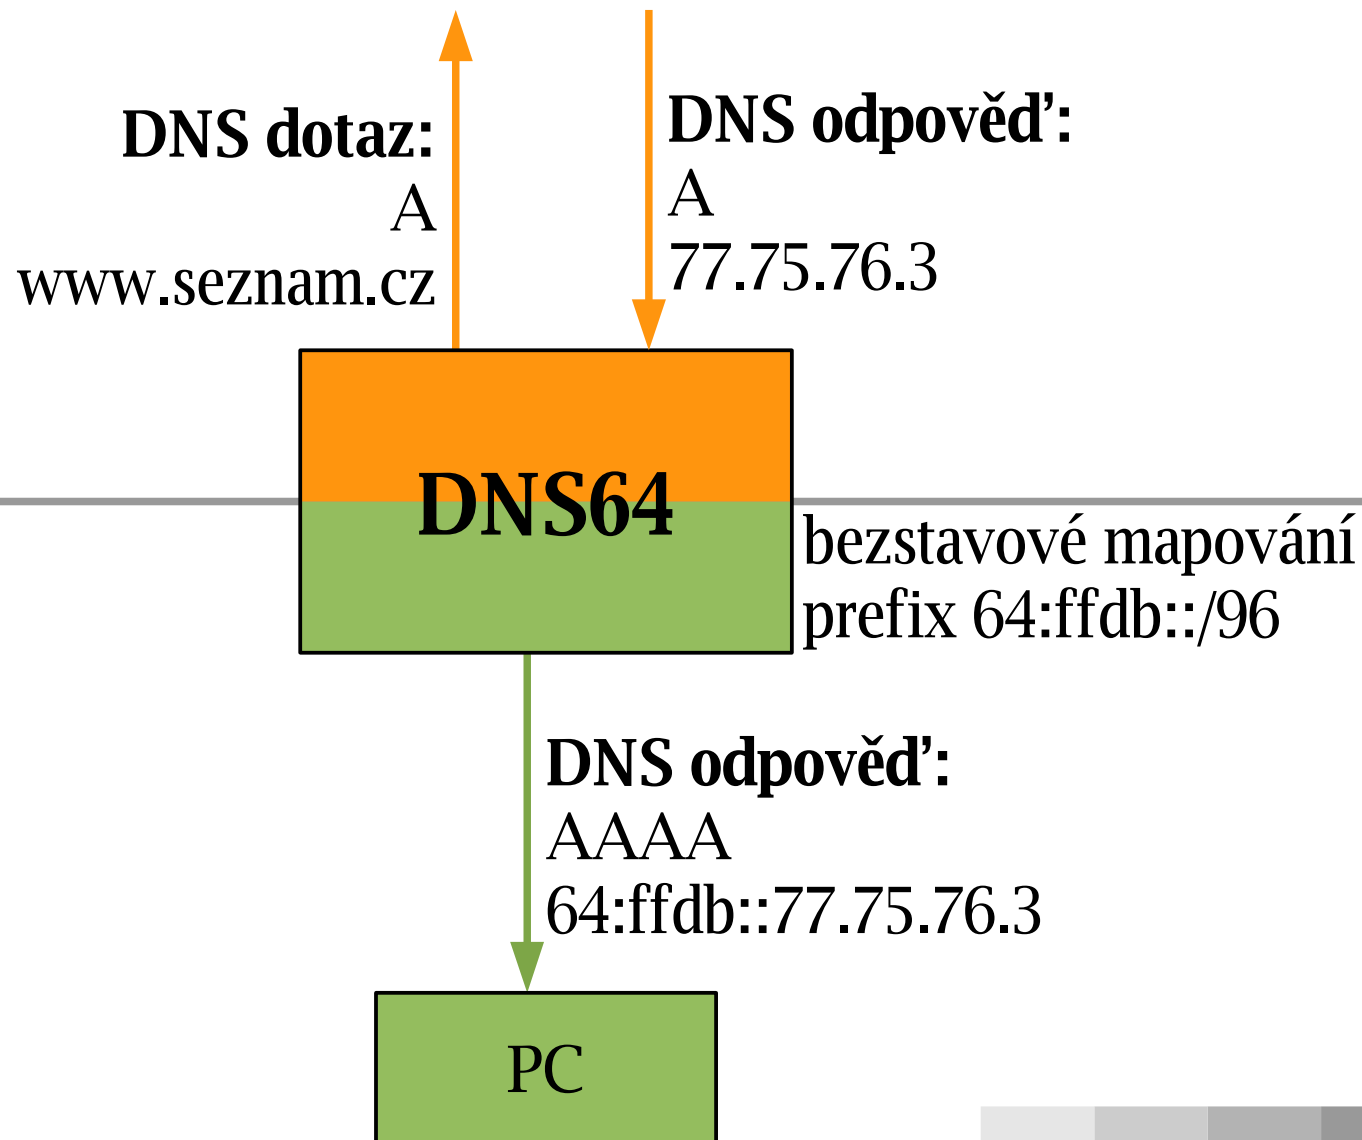 DNS dotaz:
A
www.seznam.cz
DNS odpověď:
A
77.75.76.3
DNS64
bezstavové mapování
prefix 64:ffdb::/96
DNS odpověď:
AAAA
64:ffdb::77.75.76.3
PC